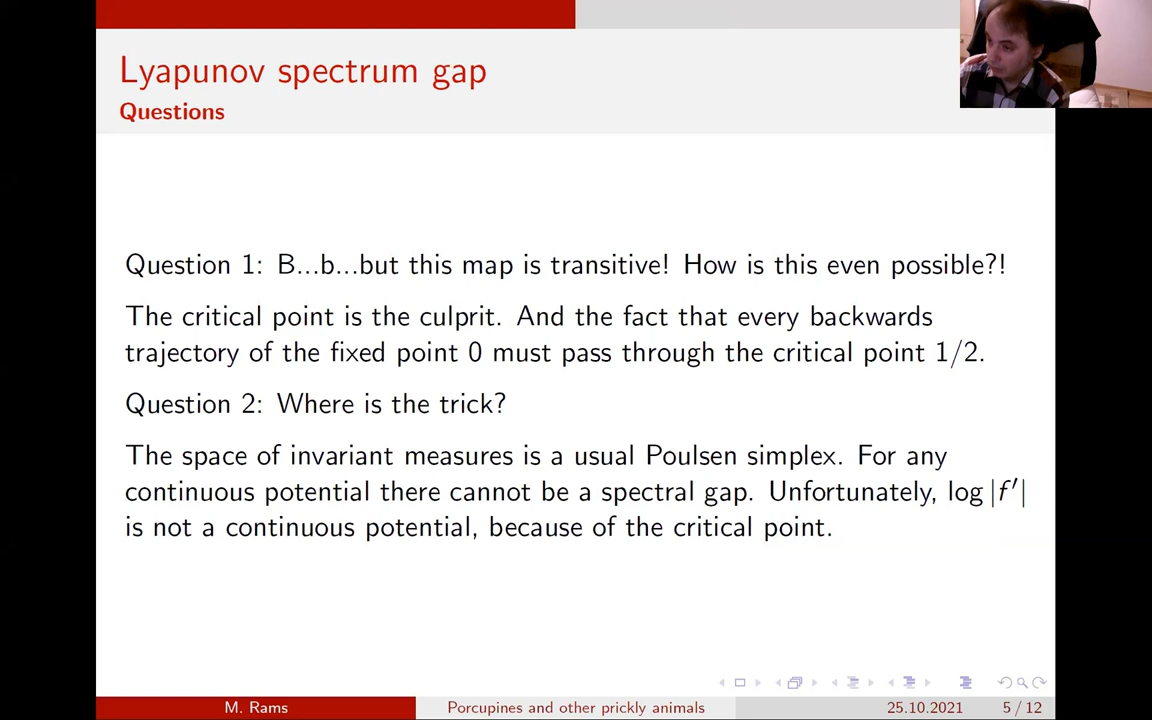 Lyapunov spectrum gap
Questions
Question 1: B...b...but this map is transitive! How is this even possible?!
The critical point is the culprit. And the fact that every backwards
trajectory of the fixed point 0 must pass through the critical point 1/2.
Question 2: Where is the trick?
The space of invariant measures is a usual Poulsen simplex. For any
continuous potential there cannot be a spectral gap. Unfortunately, log |f′|
is not a continuous potential, because of the critical point.
M. Rams Porcupines and other prickly animals 25.10.2021 5 / 12